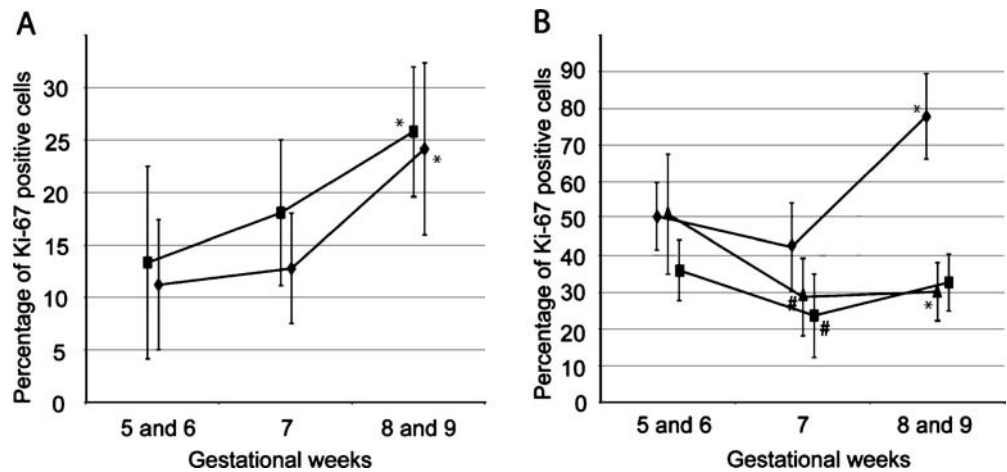 A
Percentage of Ki-67 positive cells
30
25
20
15
10
5
0
*
*
5 and 6
7
8 and 9
Gestational weeks
B
Percentage of Ki-67 positive cells
90
80
70
60
50
40
30
20
10
0
*
#
#
*
5 and 6
7
8 and 9
Gestational weeks